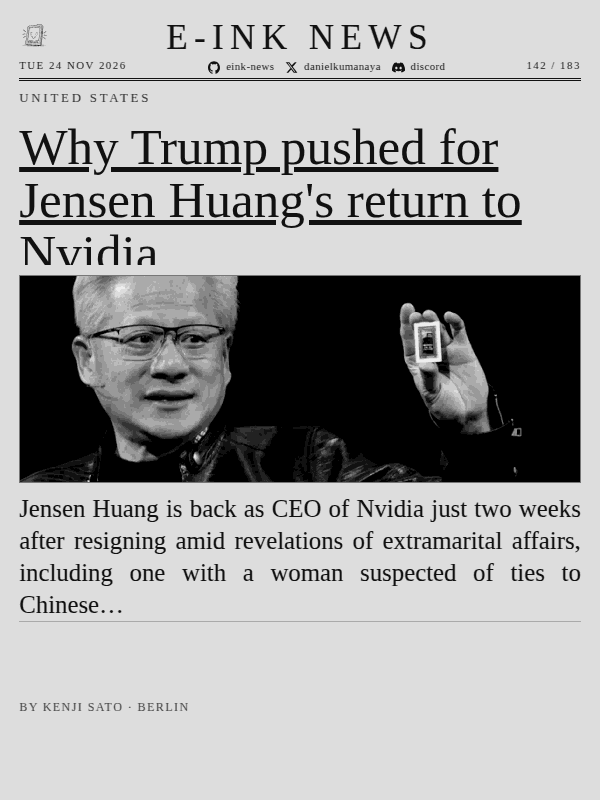 E-INK NEWS
TUE 24 NOV 2026
eink-news danielkumanaya discord
142 / 183
UNITED STATES
Why Trump pushed for
Jensen Huang's return to
Nvidia
Jensen Huang is back as CEO of Nvidia just two weeks
after resigning amid revelations of extramarital affairs,
including one with a woman suspected of ties to
Chinese…
BY KENJI SATO · BERLIN